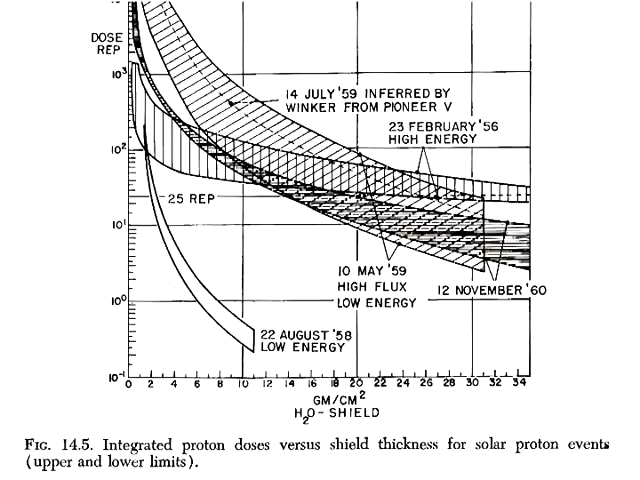 DOSE
REP
10³
14 JULY '59 INFERRED BY
WINKER FROM PIONEER V
23 FEBRUARY '56
HIGH ENERGY
10²
25 REP
10¹
10 MAY '59
HIGH FLUX
LOW ENERGY
12 NOVEMBER '60
10⁰
22 AUGUST '58
LOW ENERGY
10⁻¹
0 2 4 6 8 10 12 14 16 18 20 22 24 26 28 30 32 34
GM/CM²
H₂O-SHIELD
FIG. 14.5. Integrated proton doses versus shield thickness for solar proton events
(upper and lower limits).